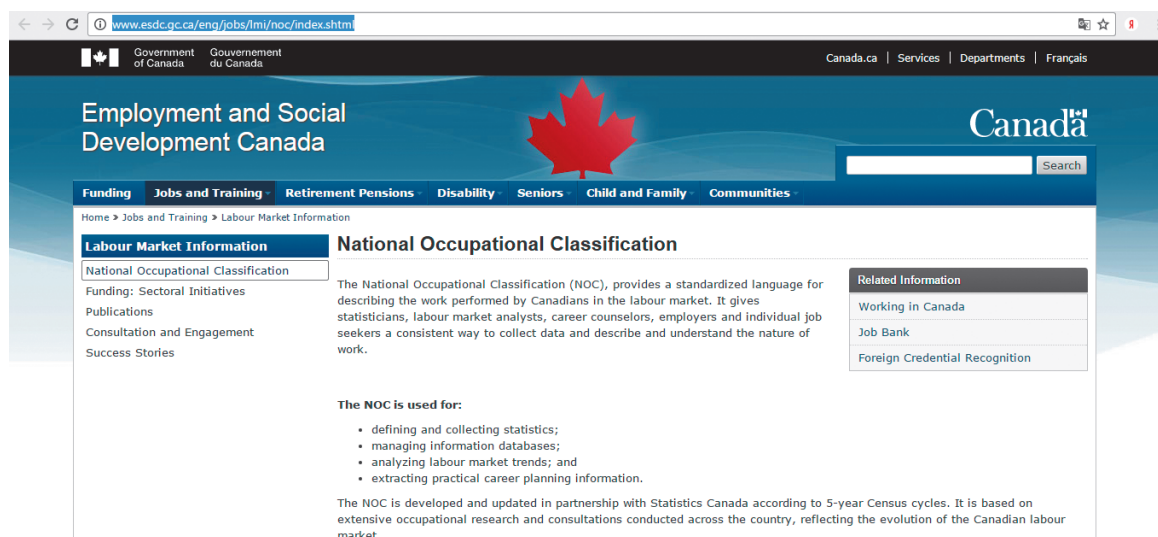 www.esdc.gc.ca/eng/jobs/lmi/noc/index.shtml
Government of Canada
Gouvernement du Canada
Canada.ca | Services | Departments | Français
Employment and Social
Development Canada
Canada
Search
Funding Jobs and Training Retirement Pensions Disability Seniors Child and Family Communities
Home > Jobs and Training > Labour Market Information
Labour Market Information
National Occupational Classification
Funding: Sectoral Initiatives
Publications
Consultation and Engagement
Success Stories
National Occupational Classification
The National Occupational Classification (NOC), provides a standardized language for
describing the work performed by Canadians in the labour market. It gives
statisticians, labour market analysts, career counselors, employers and individual job
seekers a consistent way to collect data and describe and understand the nature of
work.
Related Information
Working in Canada
Job Bank
Foreign Credential Recognition
The NOC is used for:
• defining and collecting statistics;
• managing information databases;
• analyzing labour market trends; and
• extracting practical career planning information.
The NOC is developed and updated in partnership with Statistics Canada according to 5-year Census cycles. It is based on
extensive occupational research and consultations conducted across the country, reflecting the evolution of the Canadian labour
market.